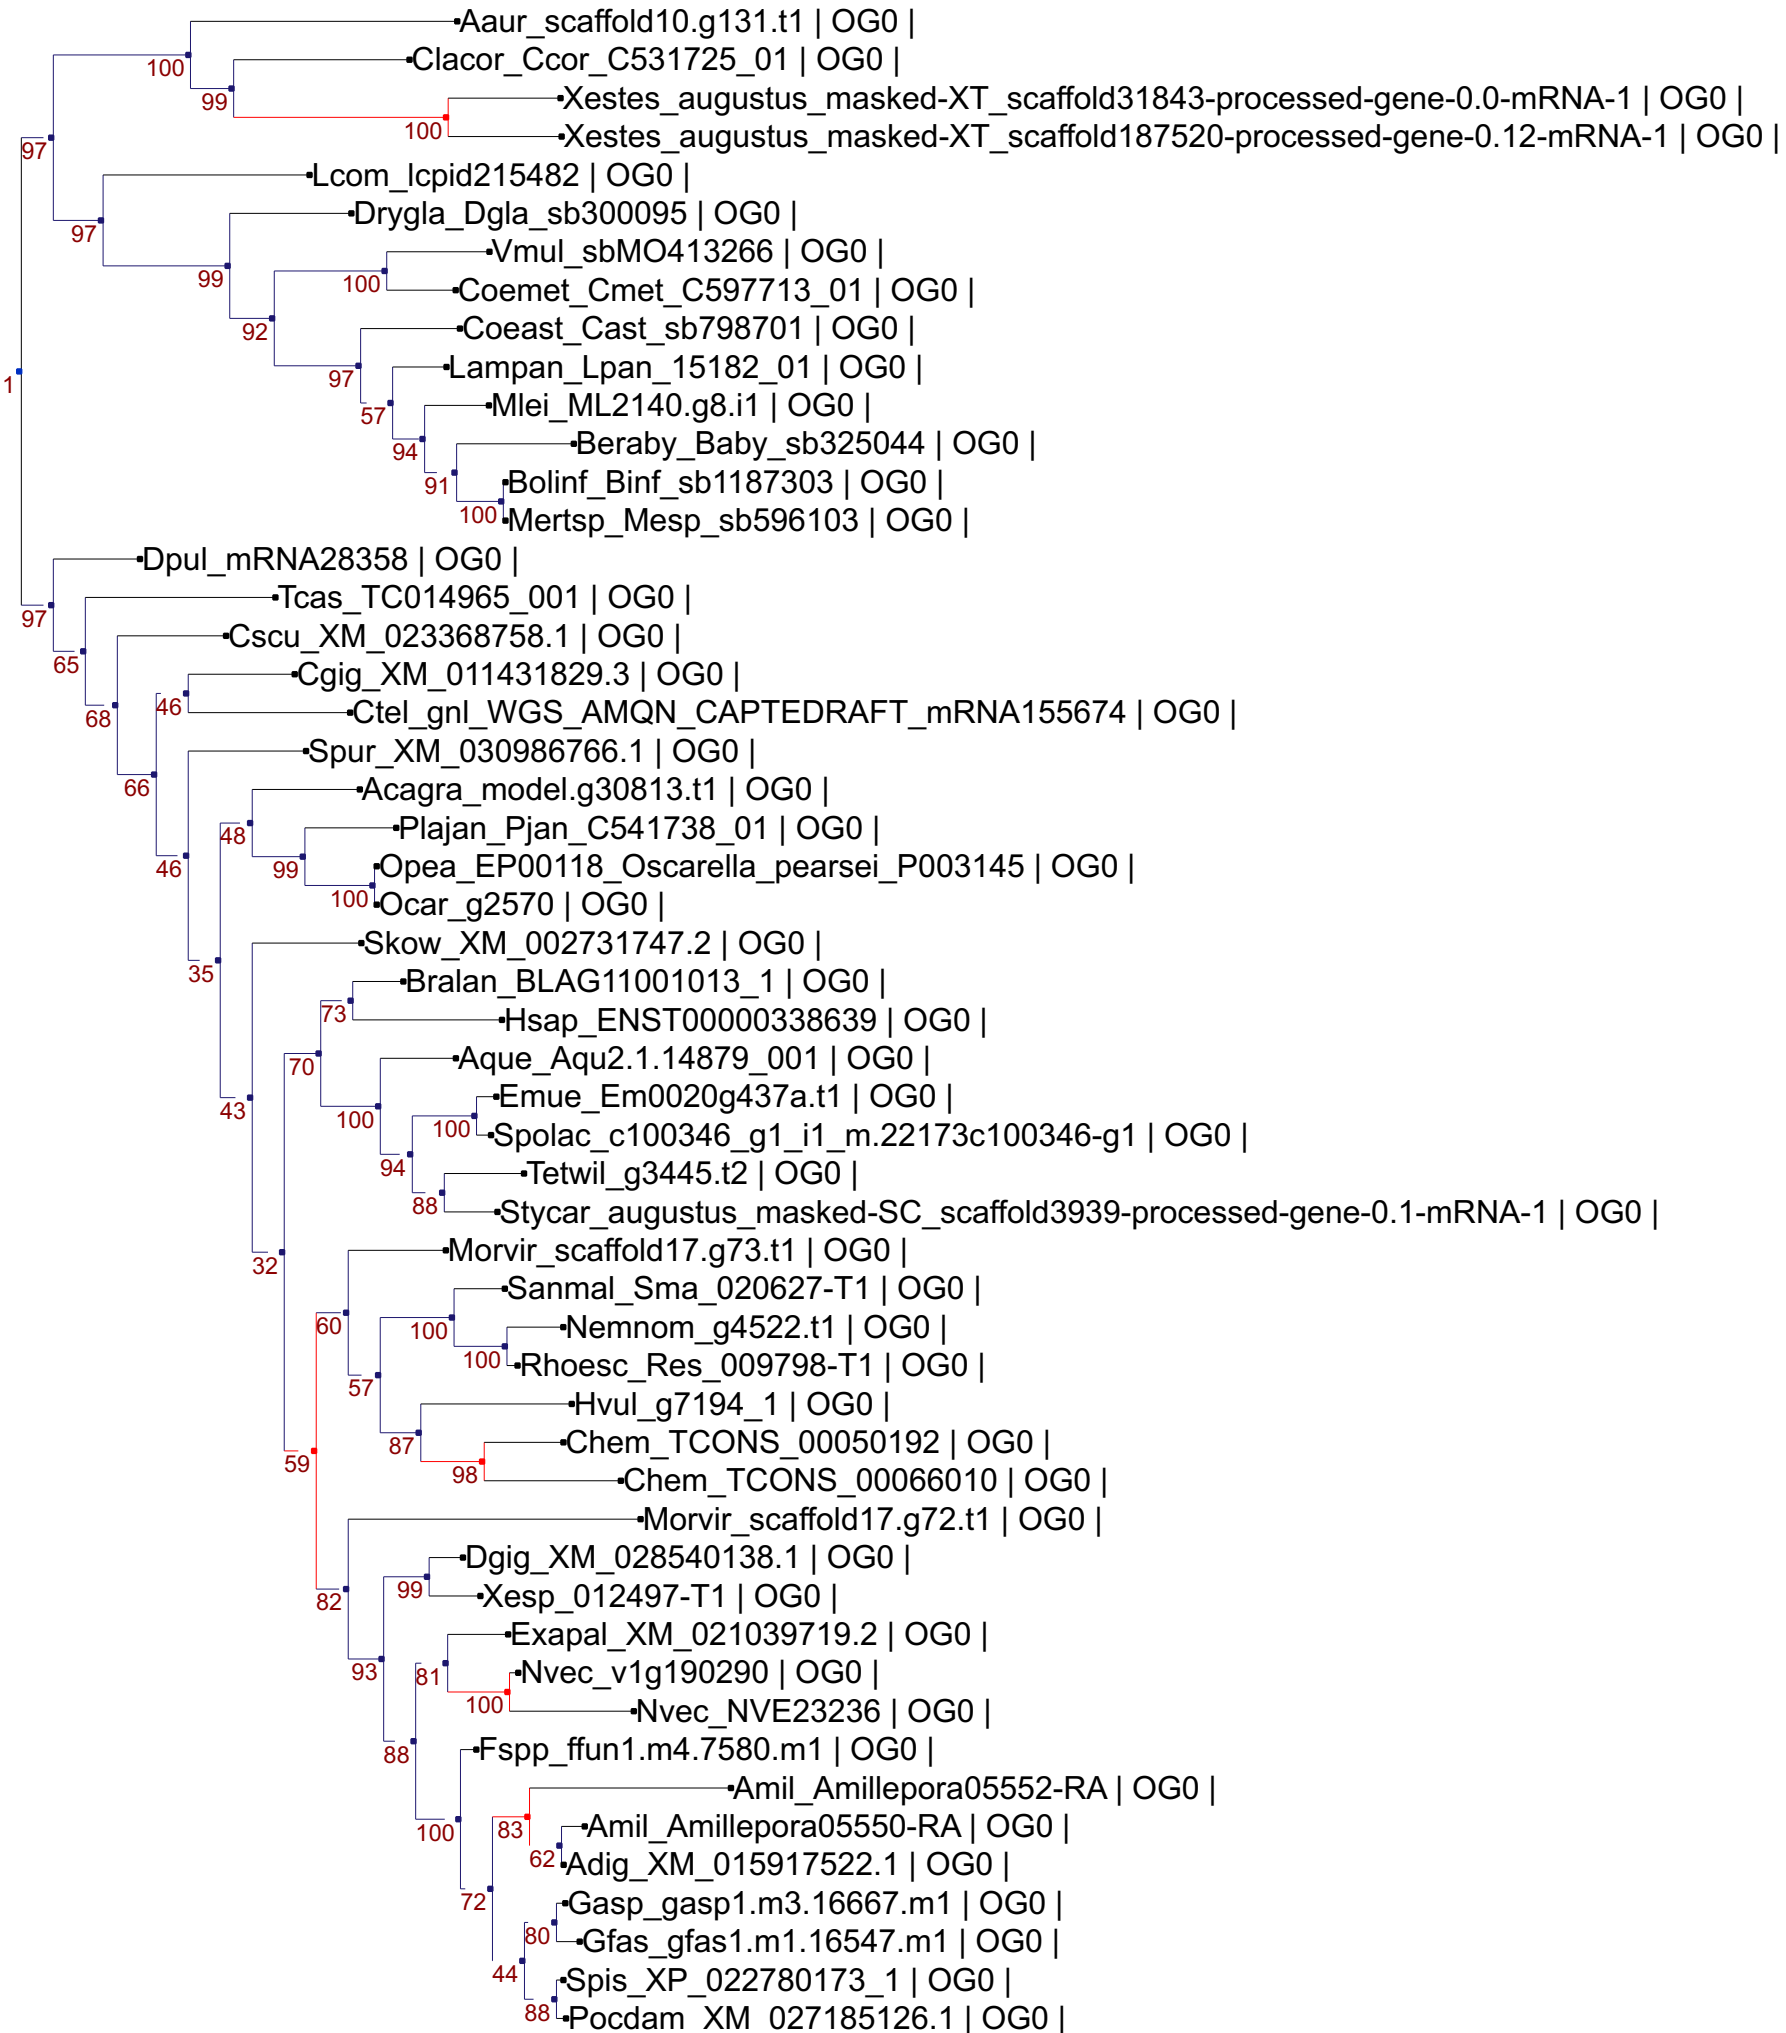 Aaur_scaffold10.g131.t1 | OG0 |
Clacor_Ccor_C531725_01 | OG0 |
100
99
Xestes_augustus_masked-XT_scaffold31843-processed-gene-0.0-mRNA-1 | OG0 |
100
Xestes_augustus_masked-XT_scaffold187520-processed-gene-0.12-mRNA-1 | OG0 |
97
Lcom_lcpid215482 | OG0 |
Drygla_Dgla_sb300095 | OG0 |
97
Vmul_sbMO413266 | OG0 |
99
100
Coemet_Cmet_C597713_01 | OG0 |
92
Coeast_Cast_sb798701 | OG0 |
Lampan_Lpan_15182_01 | OG0 |
97
1
Mlei_ML2140.g8.i1 | OG0 |
57
Beraby_Baby_sb325044 | OG0 |
94
Bolinf_Binf_sb1187303 | OG0 |
91
100
Mertsp_Mesp_sb596103 | OG0 |
Dpul_mRNA28358 | OG0 |
Tcas_TC014965_001 | OG0 |
97
Cscu_XM_023368758.1 | OG0 |
65
Cgig_XM_011431829.3 | OG0 |
46
Ctel_gnl_WGS_AMQN_CAPTEDRAFT_mRNA155674 | OG0 |
68
Spur_XM_030986766.1 | OG0 |
66
Acagra_model.g30813.t1 | OG0 |
48
Plajan_Pjan_C541738_01 | OG0 |
46
99
Opea_EP00118_Oscarella_pearsei_P003145 | OG0 |
100
Ocar_g2570 | OG0 |
Skow_XM_002731747.2 | OG0 |
35
Bralan_BLAG11001013_1 | OG0 |
73
Hsap_ENST00000338639 | OG0 |
70
Aque_Aqu2.1.14879_001 | OG0 |
43
Emue_Em0020g437a.t1 | OG0 |
100
100
Spolac_c100346_g1_i1_m.22173c100346-g1 | OG0 |
94
Tetwil_g3445.t2 | OG0 |
88
Stycar_augustus_masked-SC_scaffold3939-processed-gene-0.1-mRNA-1 | OG0 |
32
Morvir_scaffold17.g73.t1 | OG0 |
Sanmal_Sma_020627-T1 | OG0 |
60
100
Nemnom_g4522.t1 | OG0 |
100
Rhoesc_Res_009798-T1 | OG0 |
57
Hvul_g7194_1 | OG0 |
87
Chem_TCONS_00050192 | OG0 |
59
98
Chem_TCONS_00066010 | OG0 |
Morvir_scaffold17.g72.t1 | OG0 |
Dgig_XM_028540138.1 | OG0 |
82
99
Xesp_012497-T1 | OG0 |
Exapal_XM_021039719.2 | OG0 |
93
81
Nvec_v1g190290 | OG0 |
100
Nvec_NVE23236 | OG0 |
88
Fspp_ffun1.m4.7580.m1 | OG0 |
Amil_Amillepora05552-RA | OG0 |
100
83
Amil_Amillepora05550-RA | OG0 |
62
Adig_XM_015917522.1 | OG0 |
72
Gasp_gasp1.m3.16667.m1 | OG0 |
80
Gfas_gfas1.m1.16547.m1 | OG0 |
44
Spis_XP_022780173_1 | OG0 |
88
Pocdam_XM_027185126.1 | OG0 |